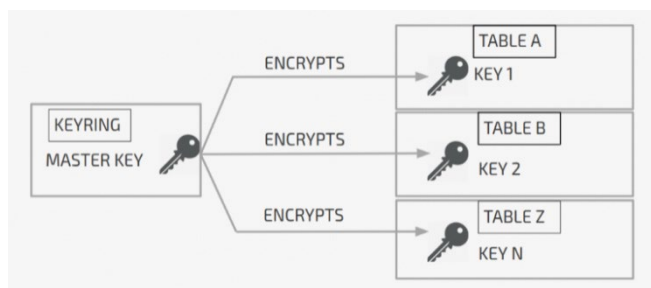 TABLE A
ENCRYPTS
KEY 1
KEYRING
MASTER KEY
ENCRYPTS
TABLE B
KEY 2
ENCRYPTS
TABLE Z
KEY N